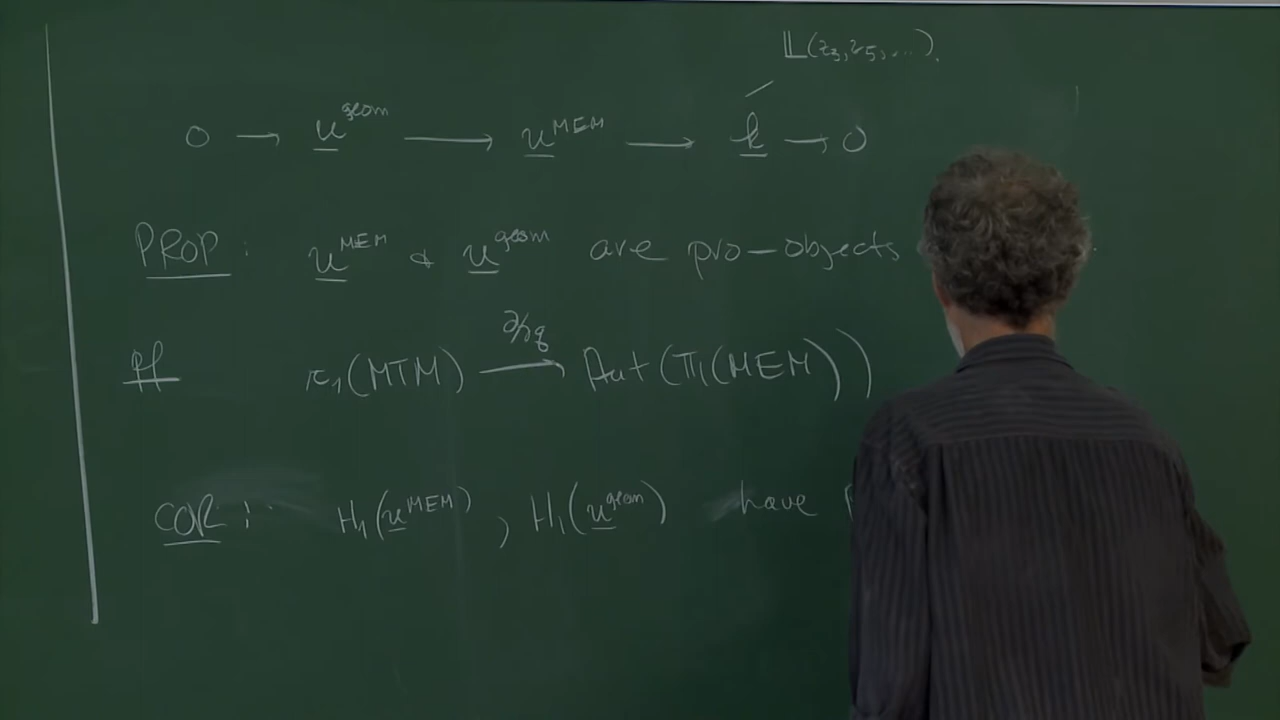 𝕃(z₃, z₅, ....).
0 → u^geom → u^MEM → k → 0
PROP: u^MEM & u^geom are pro-objects
Pf π₁(MTM) —∂/∂q→ Aut(π₁(MEM))
COR: H₁(u^MEM), H₁(u^geom) have